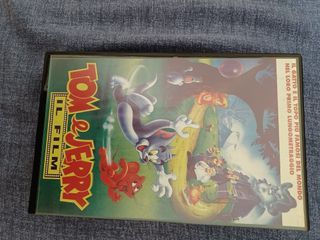 IL GATTO E IL TOPO PIÙ FAMOSI DEL MONDO
NEL LORO PRIMO LUNGOMETRAGGIO
TOM e JERRY
IL FILM